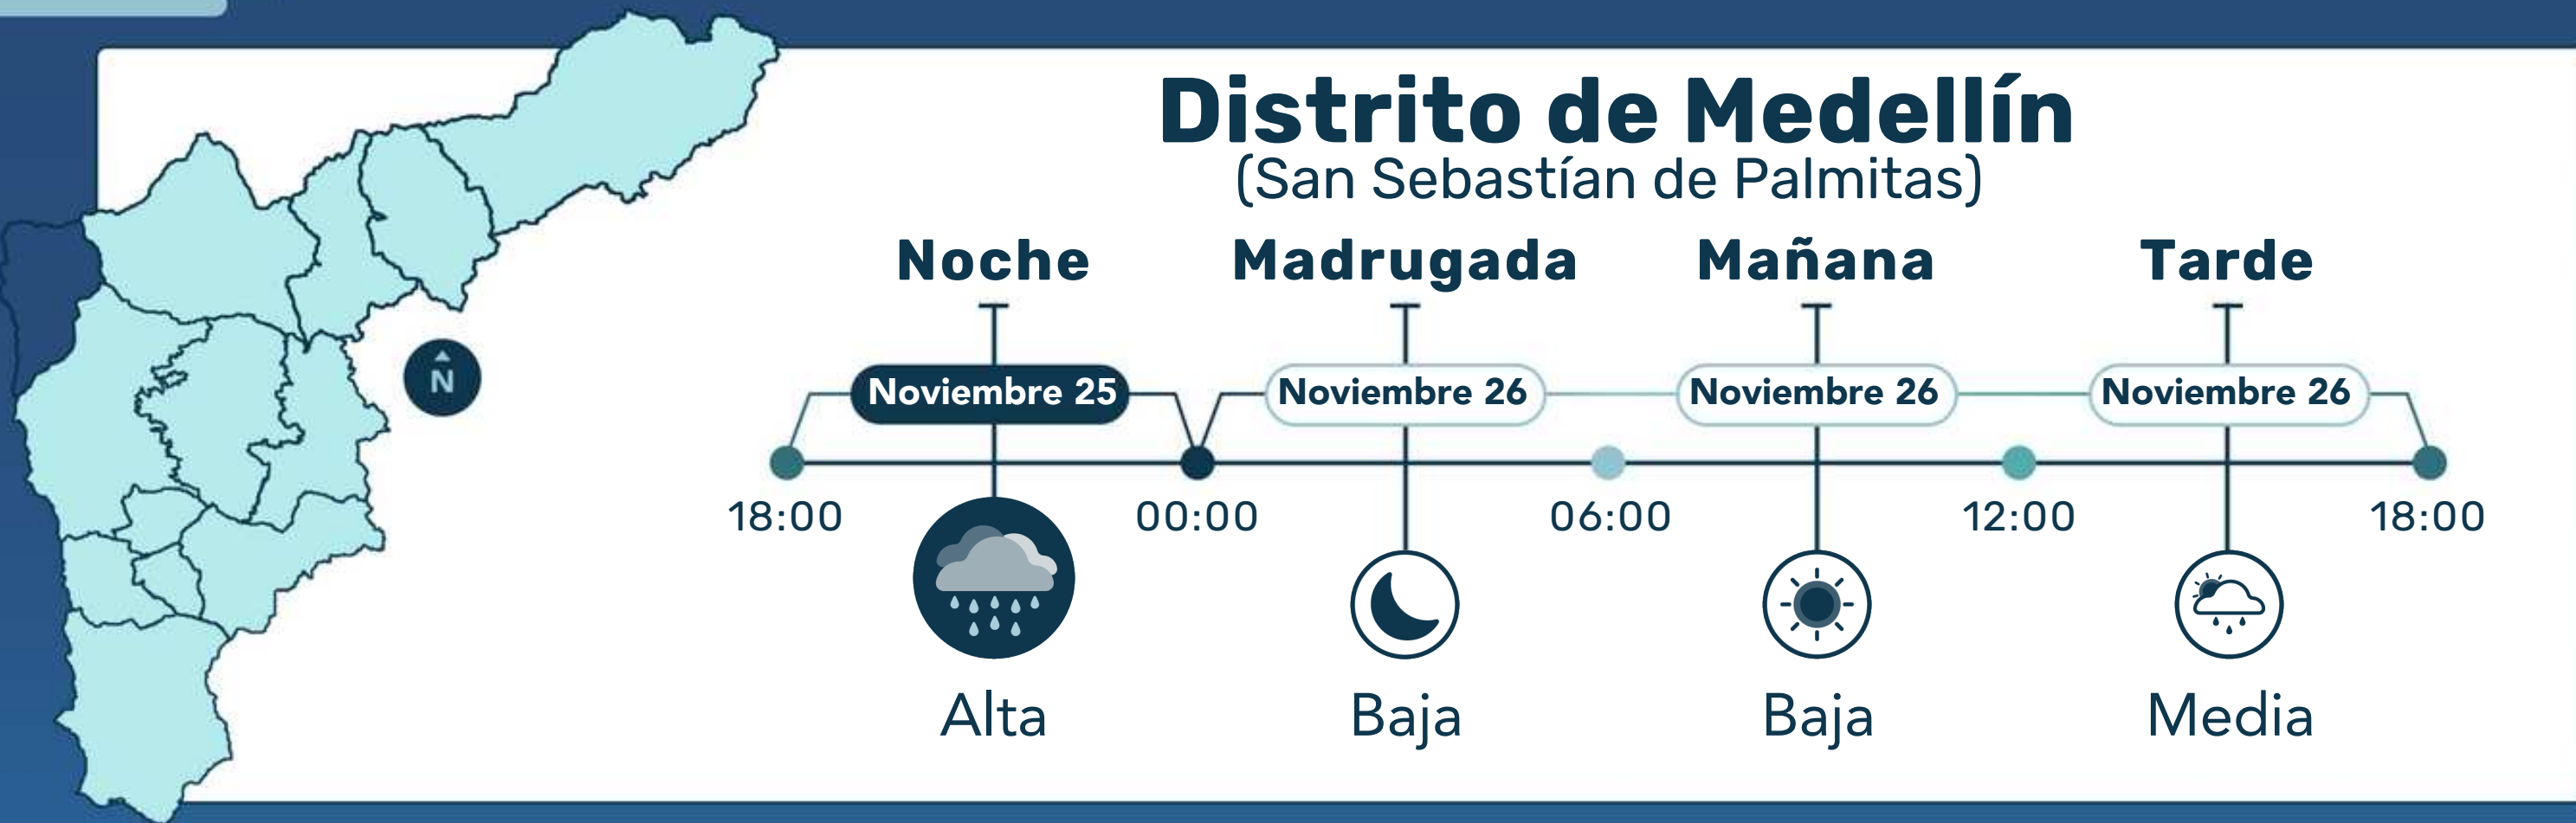 Distrito de Medellín
(San Sebastían de Palmitas)
Noche Madrugada Mañana Tarde
Noviembre 25 Noviembre 26 Noviembre 26 Noviembre 26
N
18:00 00:00 06:00 12:00 18:00
Alta Baja Baja Media